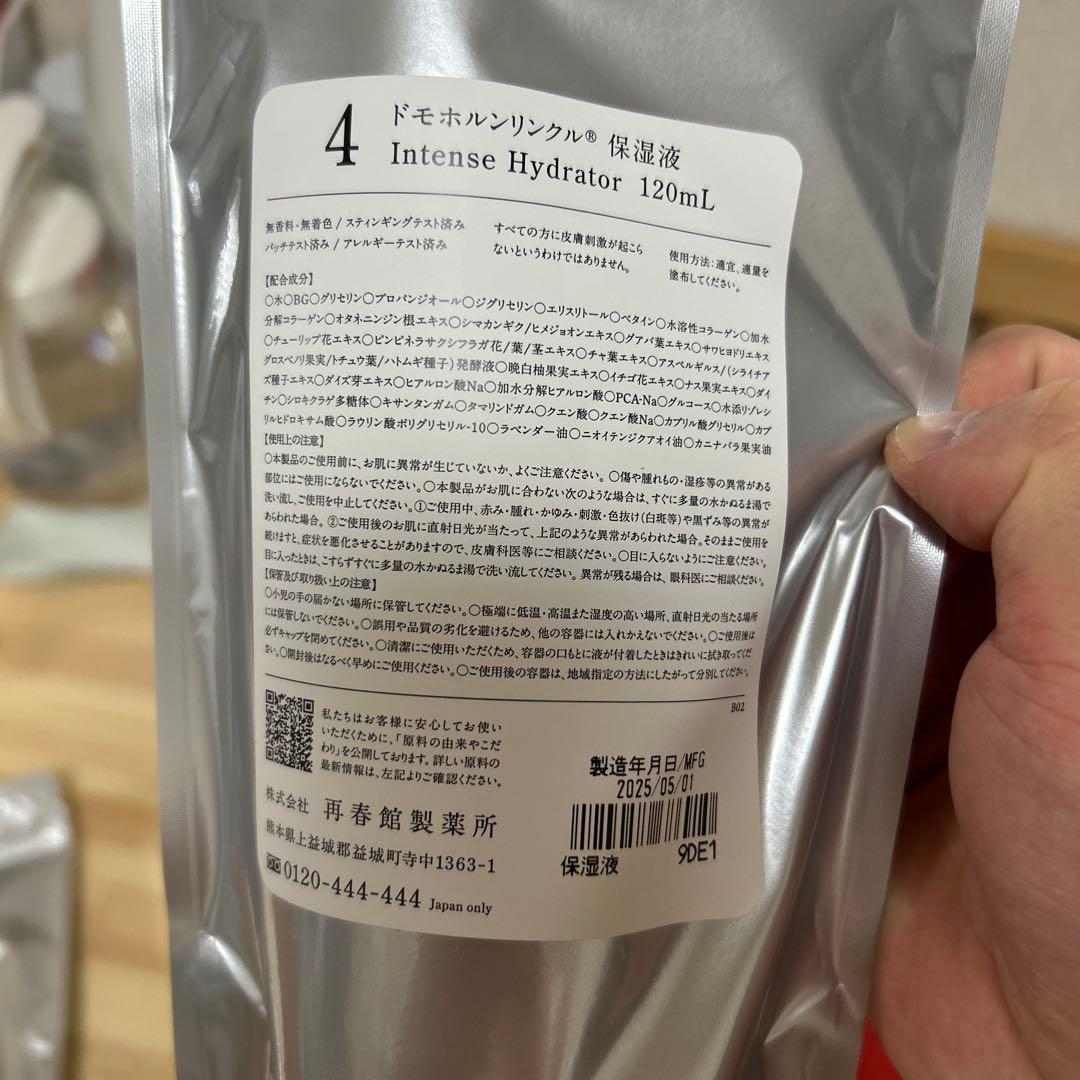 4
ドモホルンリンクル® 保湿液
Intense Hydrator 120mL
無香料・無着色 / スティンギングテスト済み
パッチテスト済み / アレルギーテスト済み
すべての方に皮膚刺激が起こら
ないというわけではありません。
使用方法：適宜、適量を
塗布してください。
【配合成分】
○水○BG○グリセリン○プロパンジオール○ジグリセリン○エリスリトール○ベタイン○水溶性コラーゲン○加水
分解コラーゲン○オタネニンジン根エキス○シマカンギク/ヒメジョオンエキス○グアバ葉エキス○サワヒヨドリエキス
○チューリップ花エキス○ピンピネラサクシフラガ花/葉/茎エキス○チャ葉エキス○アスペルギルス/(シライチア
グロスベノリ果実/トチュウ葉/ハトムギ種子)発酵液○晩白柚果実エキス○イチゴ花エキス○ナス果実エキス○ダイ
ズ種子エキス○ダイズ芽エキス○ヒアルロン酸Na○加水分解ヒアルロン酸○PCA-Na○グルコース○水添リゾレシ
チン○シロキクラゲ多糖体○キサンタンガム○タマリンドガム○クエン酸○クエン酸Na○カプリル酸グリセリル○カプ
リルヒドロキサム酸○ラウリン酸ポリグリセリル-10○ラベンダー油○ニオイテンジクアオイ油○カニナバラ果実油
【使用上の注意】
○本製品のご使用前に、お肌に異常が生じていないか、よくご注意ください。○傷や腫れもの・湿疹等の異常がある
部位にはご使用にならないでください。○本製品がお肌に合わない次のような場合は、すぐに多量の水かぬるま湯で
洗い流し、ご使用を中止してください。①ご使用中、赤み・腫れ・かゆみ・刺激・色抜け(白斑等)や黒ずみ等の異常が
あらわれた場合。②ご使用後のお肌に直射日光が当たって、上記のような異常があらわれた場合。そのままご使用を
続けますと、症状を悪化させることがありますので、皮膚科医等にご相談ください。○目に入らないようにご注意ください。
目に入ったときは、こすらずすぐに多量の水かぬるま湯で洗い流してください。異常が残る場合は、眼科医にご相談ください。
【保管及び取り扱い上の注意】
○小児の手の届かない場所に保管してください。○極端に低温・高温また湿度の高い場所、直射日光の当たる場所
には保管しないでください。○誤用や品質の劣化を避けるため、他の容器には入れかえないでください。○ご使用後は
必ずキャップを閉めてください。○清潔にご使用いただくため、容器の口もとに液が付着したときはきれいに拭き取ってくだ
さい。○開封後はなるべく早めにご使用ください。○ご使用後の容器は、地域指定の方法にしたがって分別してください。
B02
私たちはお客様に安心してお使い
いただくために、「原料の由来やこだ
わり」を公開しております。詳しい原料の
最新情報は、左記よりご確認ください。
株式会社 再春館製薬所
熊本県上益城郡益城町寺中1363-1
0120-444-444 Japan only
製造年月日/MFG
2025/05/01
保湿液 9DE1